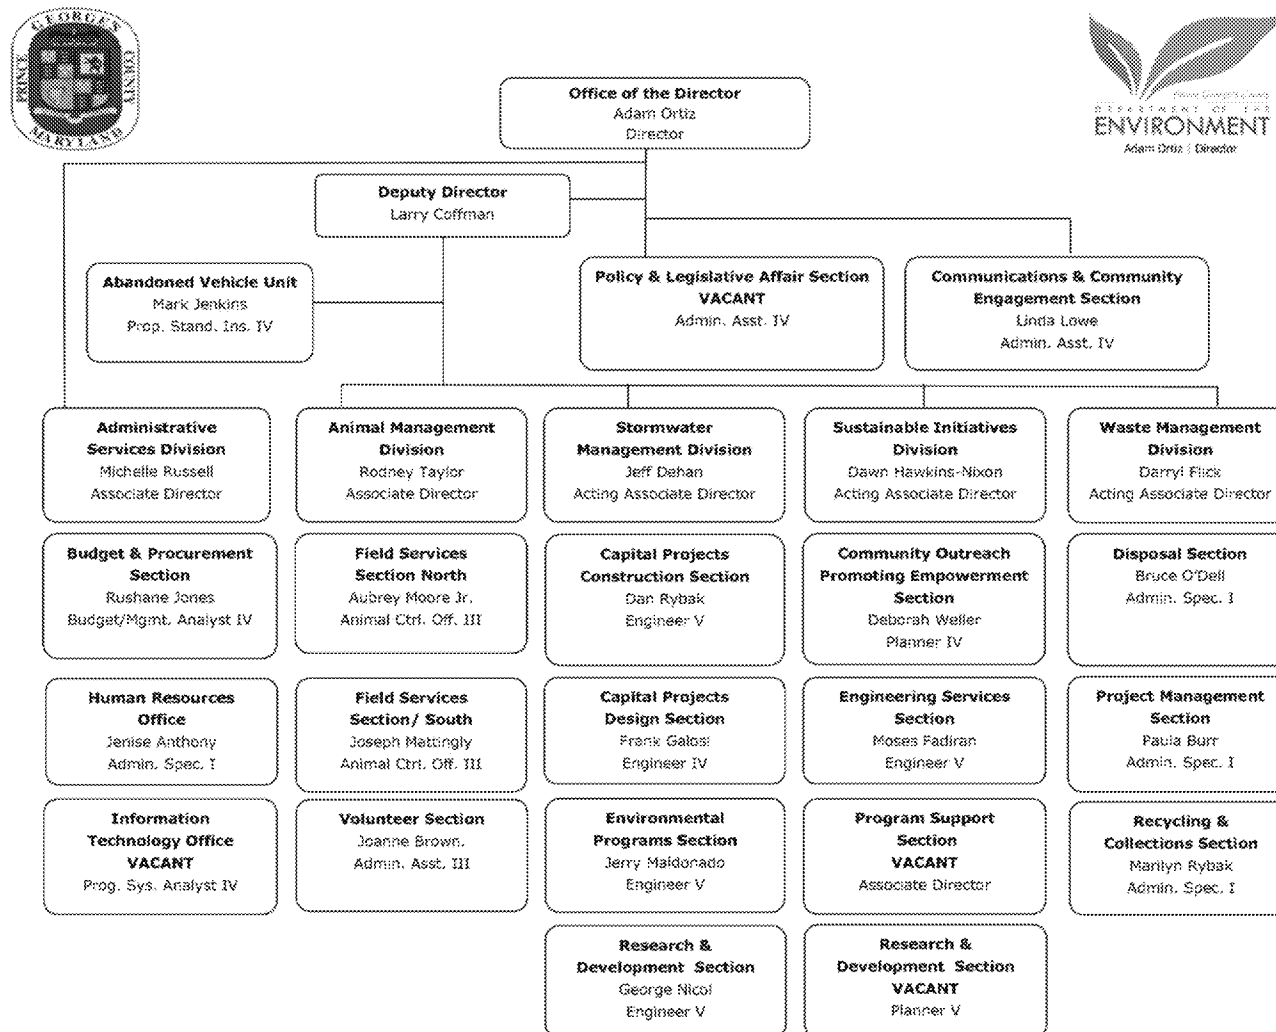 GEORGE'S
PRINCE
COUNTY
MARYLAND
Prince George's County
DEPARTMENT OF THE
ENVIRONMENT
Adam Ortiz | Director
Office of the Director
Adam Ortiz
Director
Deputy Director
Larry Coffman
Abandoned Vehicle Unit
Mark Jenkins
Prop. Stand. Ins. IV
Policy & Legislative Affair Section
VACANT
Admin. Asst. IV
Communications & Community
Engagement Section
Linda Lowe
Admin. Asst. IV
Administrative
Services Division
Michelle Russell
Associate Director
Animal Management
Division
Rodney Taylor
Associate Director
Stormwater
Management Division
Jeff Dehan
Acting Associate Director
Sustainable Initiatives
Division
Dawn Hawkins-Nixon
Acting Associate Director
Waste Management
Division
Darryl Flick
Acting Associate Director
Budget & Procurement
Section
Rushane Jones
Budget/Mgmt. Analyst IV
Field Services
Section North
Aubrey Moore Jr.
Animal Ctrl. Off. III
Capital Projects
Construction Section
Dan Rybak
Engineer V
Community Outreach
Promoting Empowerment
Section
Deborah Weller
Planner IV
Disposal Section
Bruce O'Dell
Admin. Spec. I
Human Resources
Office
Jenise Anthony
Admin. Spec. I
Field Services
Section/ South
Joseph Mattingly
Animal Ctrl. Off. III
Capital Projects
Design Section
Frank Galosi
Engineer IV
Engineering Services
Section
Moses Fadiran
Engineer V
Project Management
Section
Paula Burr
Admin. Spec. I
Information
Technology Office
VACANT
Prog. Sys. Analyst IV
Volunteer Section
Joanne Brown.
Admin. Asst. III
Environmental
Programs Section
Jerry Maldonado
Engineer V
Program Support
Section
VACANT
Associate Director
Recycling &
Collections Section
Marilyn Rybak
Admin. Spec. I
Research &
Development Section
George Nicol
Engineer V
Research &
Development Section
VACANT
Planner V